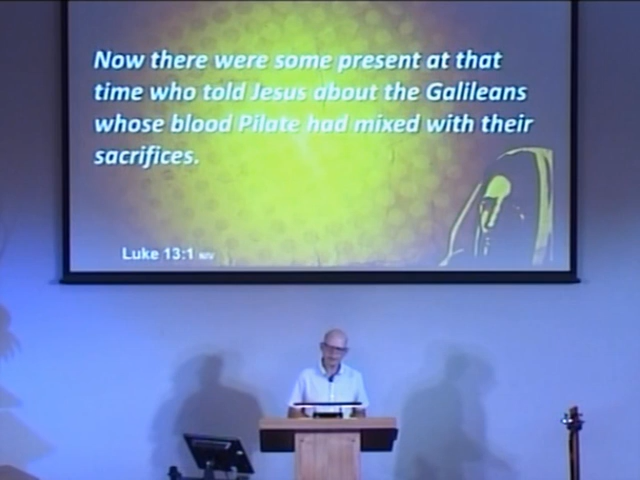 Now there were some present at that
time who told Jesus about the Galileans
whose blood Pilate had mixed with their
sacrifices.
Luke 13:1 NIV